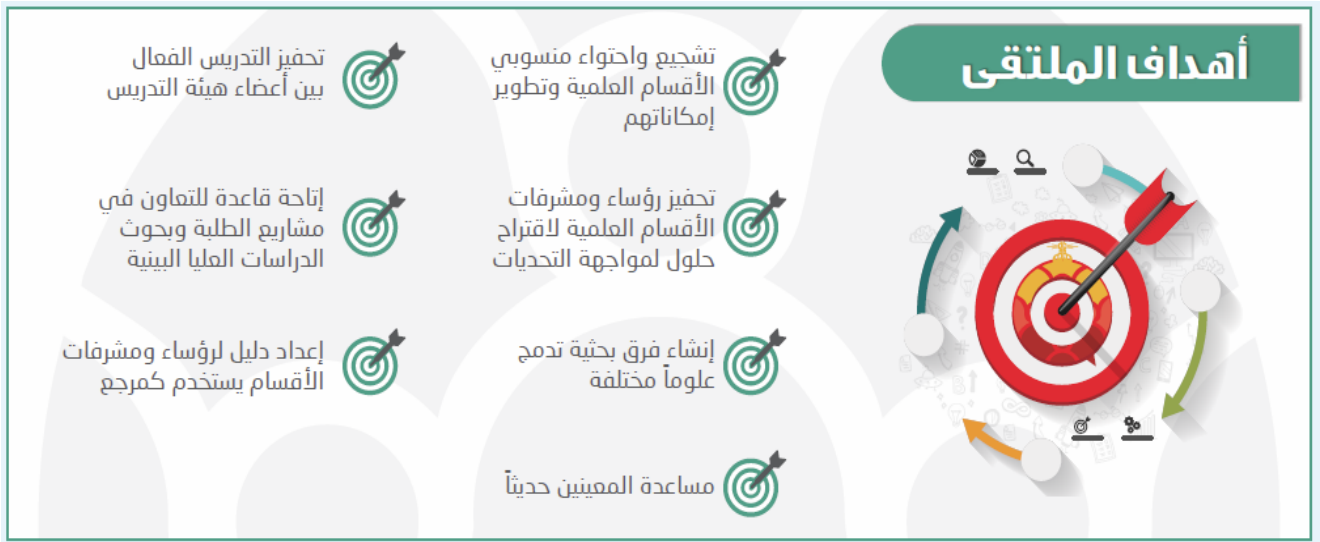 أهداف الملتقى
تشجيع واحتواء منسوبي
الأقسام العلمية وتطوير
إمكاناتهم
تحفيز رؤساء ومشرفات
الأقسام العلمية لاقتراح
حلول لمواجهة التحديات
إنشاء فرق بحثية تدمج
علوماً مختلفة
مساعدة المعينين حديثاً
تحفيز التدريس الفعال
بين أعضاء هيئة التدريس
إتاحة قاعدة للتعاون في
مشاريع الطلبة وبحوث
الدراسات العليا البينية
إعداد دليل لرؤساء ومشرفات
الأقسام يستخدم كمرجع